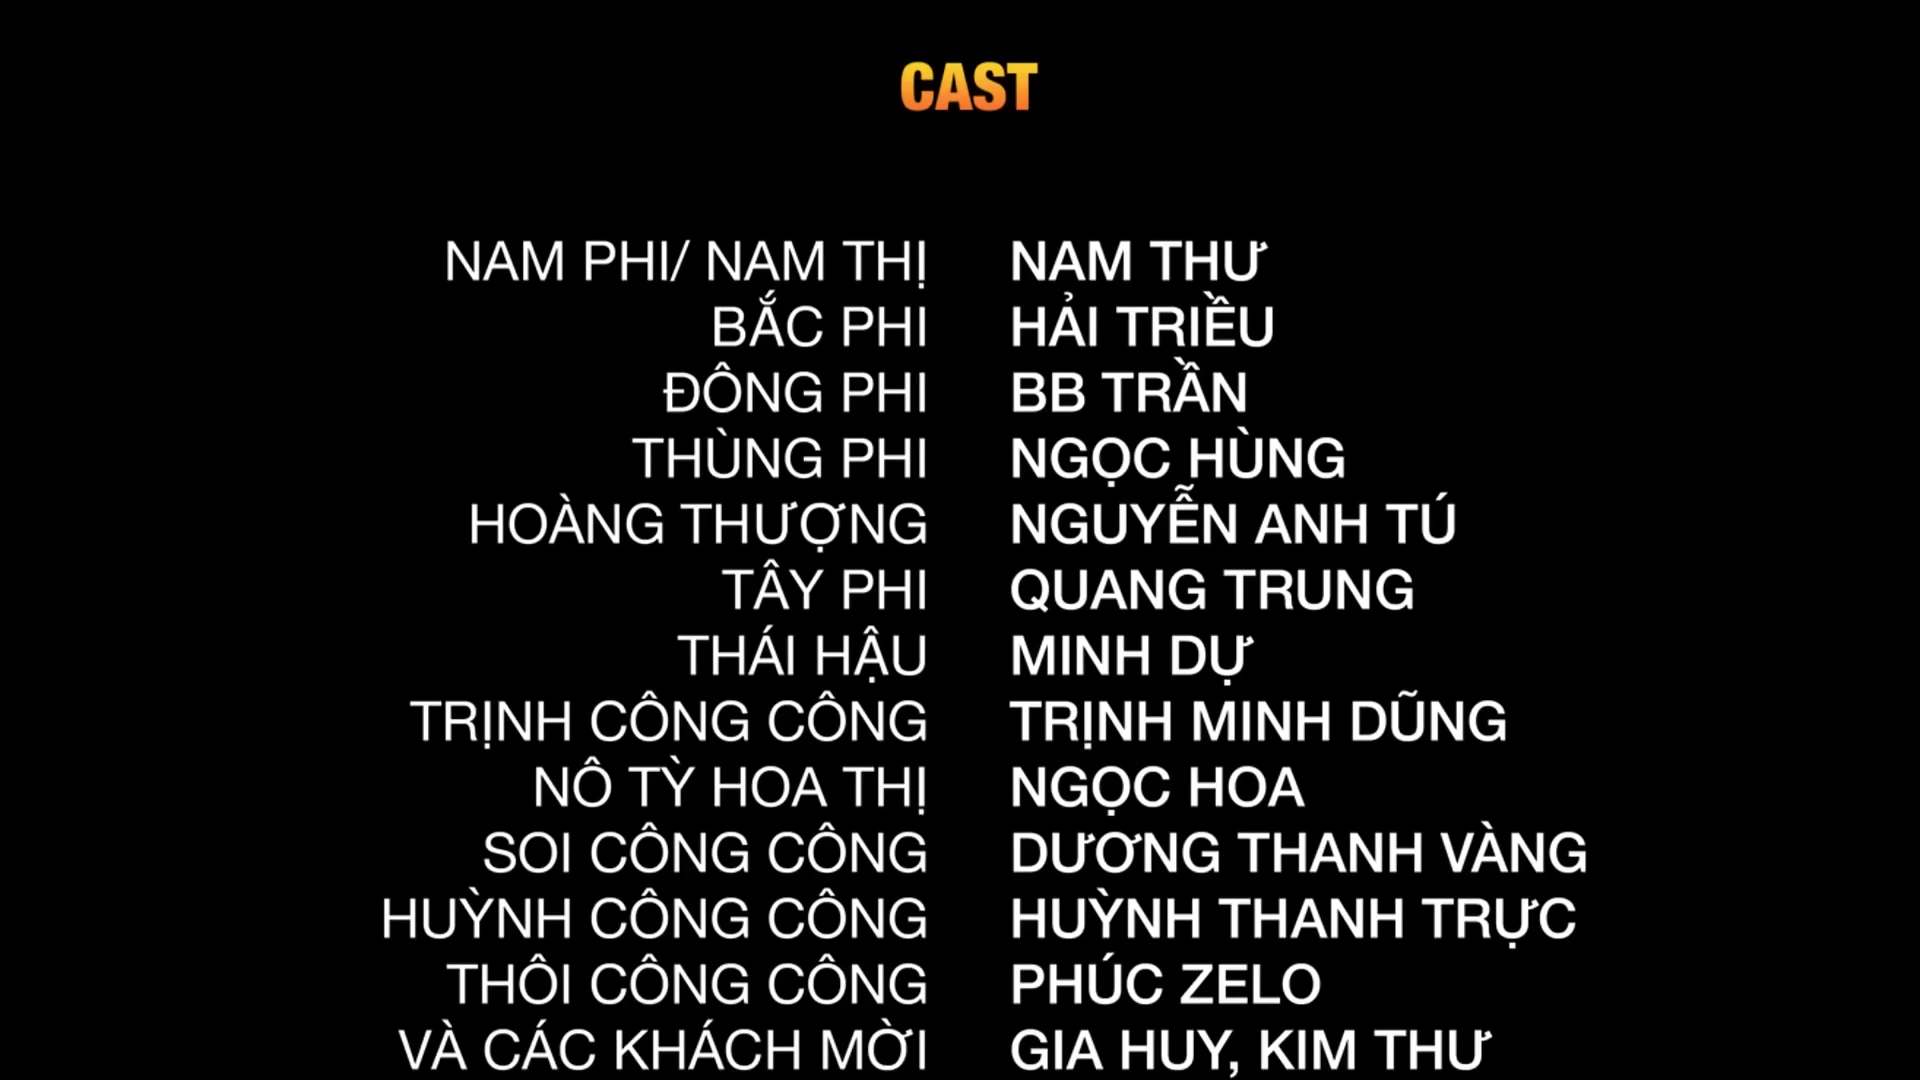 CAST
NAM PHI/ NAM THỊ NAM THƯ
BẮC PHI HẢI TRIỀU
ĐÔNG PHI BB TRẦN
THÙNG PHI NGỌC HÙNG
HOÀNG THƯỢNG NGUYỄN ANH TÚ
TÂY PHI QUANG TRUNG
THÁI HẬU MINH DỰ
TRỊNH CÔNG CÔNG TRỊNH MINH DŨNG
NÔ TỲ HOA THỊ NGỌC HOA
SOI CÔNG CÔNG DƯƠNG THANH VÀNG
HUỲNH CÔNG CÔNG HUỲNH THANH TRỰC
THÔI CÔNG CÔNG PHÚC ZELO
VÀ CÁC KHÁCH MỜI GIA HUY, KIM THƯ